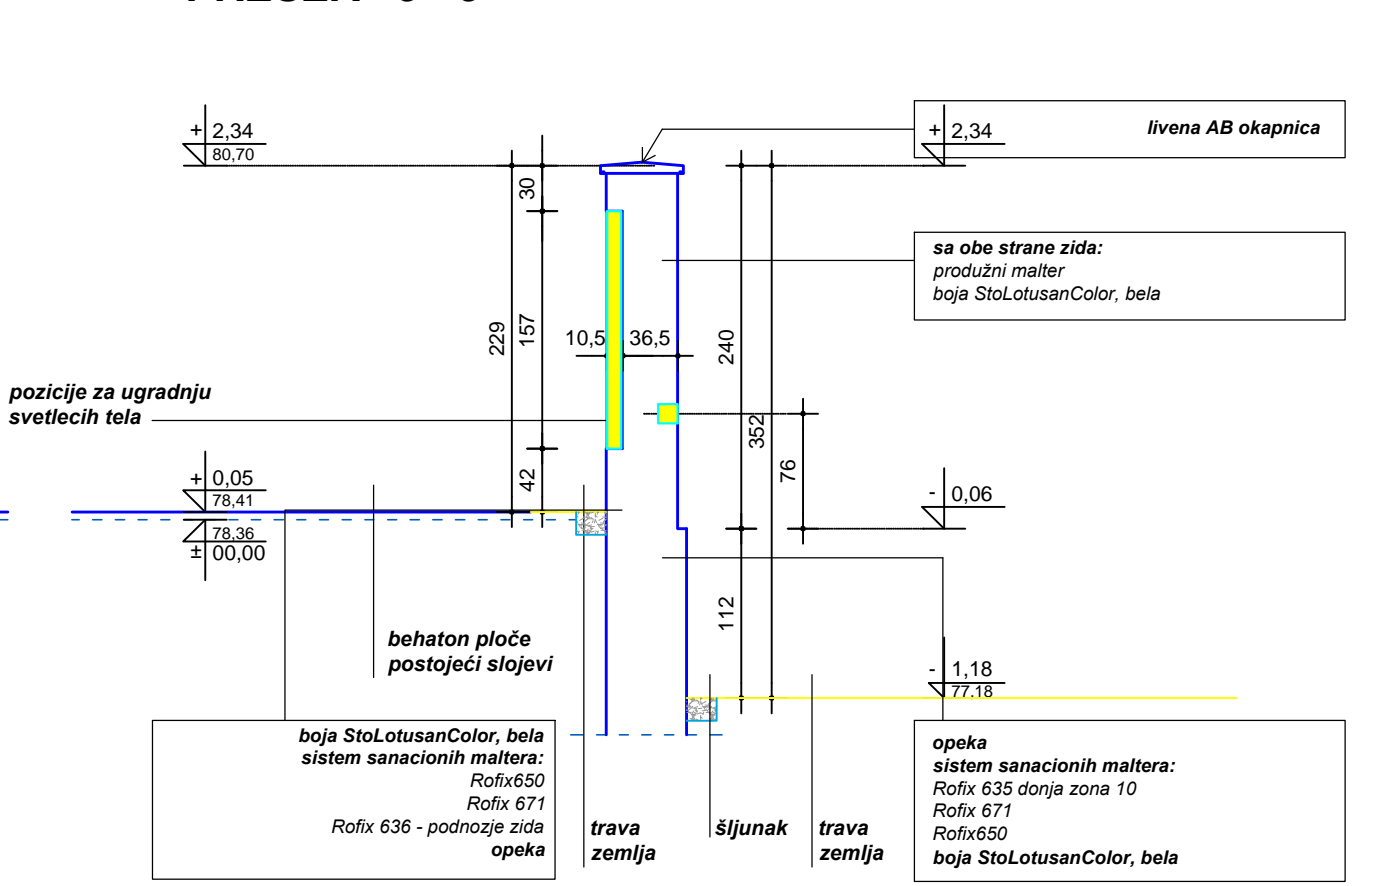 + 2,34
80,70
livena AB okapnica
+ 2,34
30
sa obe strane zida:
produžni malter
boja StoLotusanColor, bela
229
157
10,5
36,5
240
pozicije za ugradnju
svetlecih tela
352
76
42
+ 0,05
78,41
78,36
± 00,00
- 0,06
112
behaton ploče
postojeći slojevi
- 1,18
77.18
boja StoLotusanColor, bela
sistem sanacionih maltera:
Rofix650
Rofix 671
Rofix 636 - podnozje zida
opeka
trava
zemlja
šljunak
trava
zemlja
opeka
sistem sanacionih maltera:
Rofix 635 donja zona 10
Rofix 671
Rofix650
boja StoLotusanColor, bela